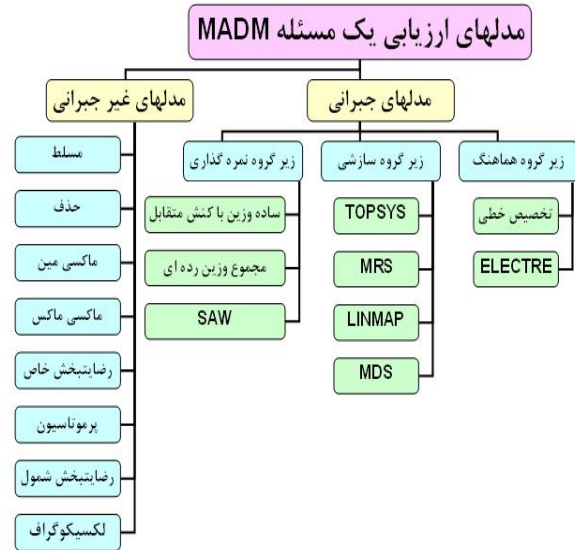 مدلهای ارزیابی یک مسئله MADM
مدلهای جبرانی
مدلهای غیر جبرانی
زیر گروه هماهنگ
زیر گروه سازشی
زیر گروه نمره گذاری
تخصیص خطی
ELECTRE
TOPSYS
MRS
LINMAP
MDS
ساده وزین با کنش متقابل
مجموع وزین رده ای
SAW
مسلط
حذف
ماکسی مین
ماکسی ماکس
رضایتبخش خاص
پرموتاسیون
رضایتبخش شمول
لکسیکوگراف